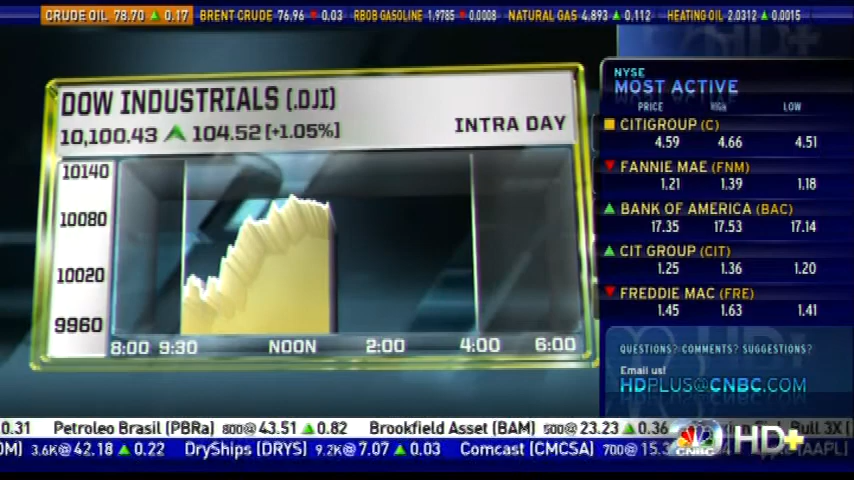 CRUDE OIL 78.70 ▲ 0.17 BRENT CRUDE 76.96 ▼ 0.03 RBOB GASOLINE 1.9785 ▼ 0.0008 NATURAL GAS 4.893 ▲ 0.112 HEATING OIL 2.0312 ▲ 0.0015
HD+
DOW INDUSTRIALS (.DJI)
10,100.43 ▲ 104.52 [+1.05%] INTRA DAY
10140
10080
10020
9960
8:00 9:30 NOON 2:00 4:00 6:00
NYSE
MOST ACTIVE
PRICE HIGH LOW
CITIGROUP (C)
4.59 4.66 4.51
▼ FANNIE MAE (FNM)
1.21 1.39 1.18
▲ BANK OF AMERICA (BAC)
17.35 17.53 17.14
▲ CIT GROUP (CIT)
1.25 1.36 1.20
▼ FREDDIE MAC (FRE)
1.45 1.63 1.41
QUESTIONS? COMMENTS? SUGGESTIONS?
Email us!
HDPLUS@CNBC.COM
0.31 Petroleo Brasil (PBRa) 800@43.51 ▲ 0.82 Brookfield Asset (BAM) 500@23.23 ▲ 0.36 Bull 3X (
OM) 3.6K@42.18 ▲ 0.22 DryShips (DRYS) 9.2K@7.07 ▲ 0.03 Comcast (CMCSA) 700@15.3 (AAPL)
CNBC HD+